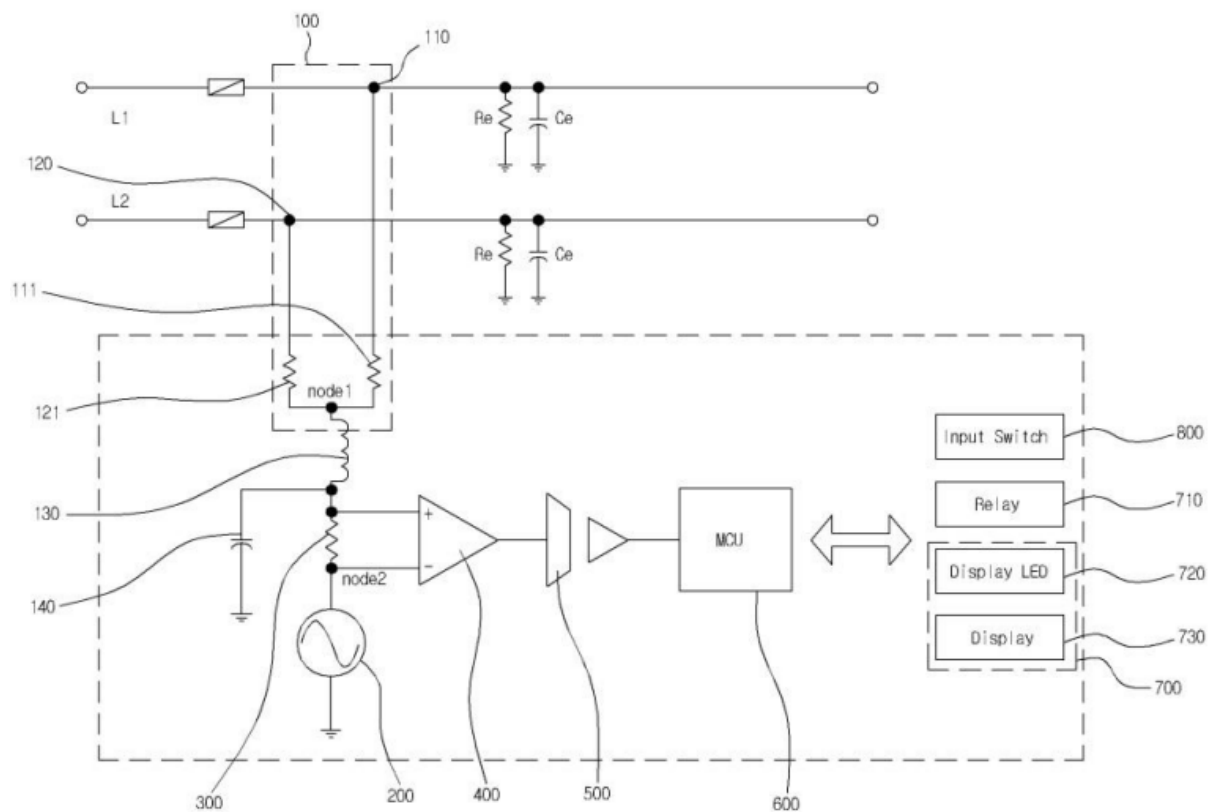 100
110
L1
Re
Ce
120
L2
Re
Ce
111
121
node1
Input Switch
800
130
Relay
710
MCU
+
-
node2
Display LED
720
140
Display
730
700
300
200
400
500
600